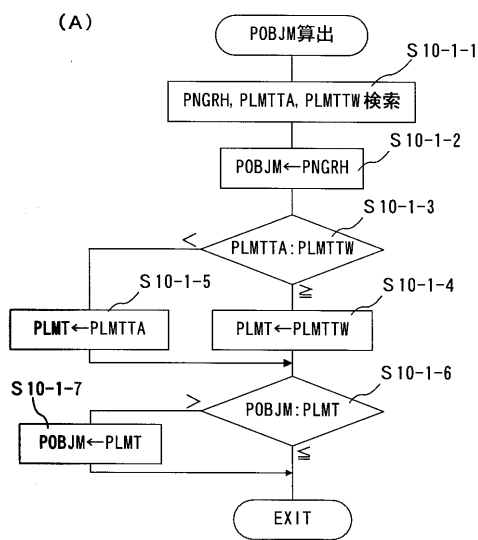 (A)
POBJM算出
S10-1-1
PNGRH, PLMTTA, PLMTTW検索
S10-1-2
POBJM←PNGRH
S10-1-3
PLMTTA:PLMTTW
<
≧
S10-1-5
S10-1-4
PLMT←PLMTTA
PLMT←PLMTTW
S10-1-6
S10-1-7
POBJM:PLMT
>
≦
POBJM←PLMT
EXIT